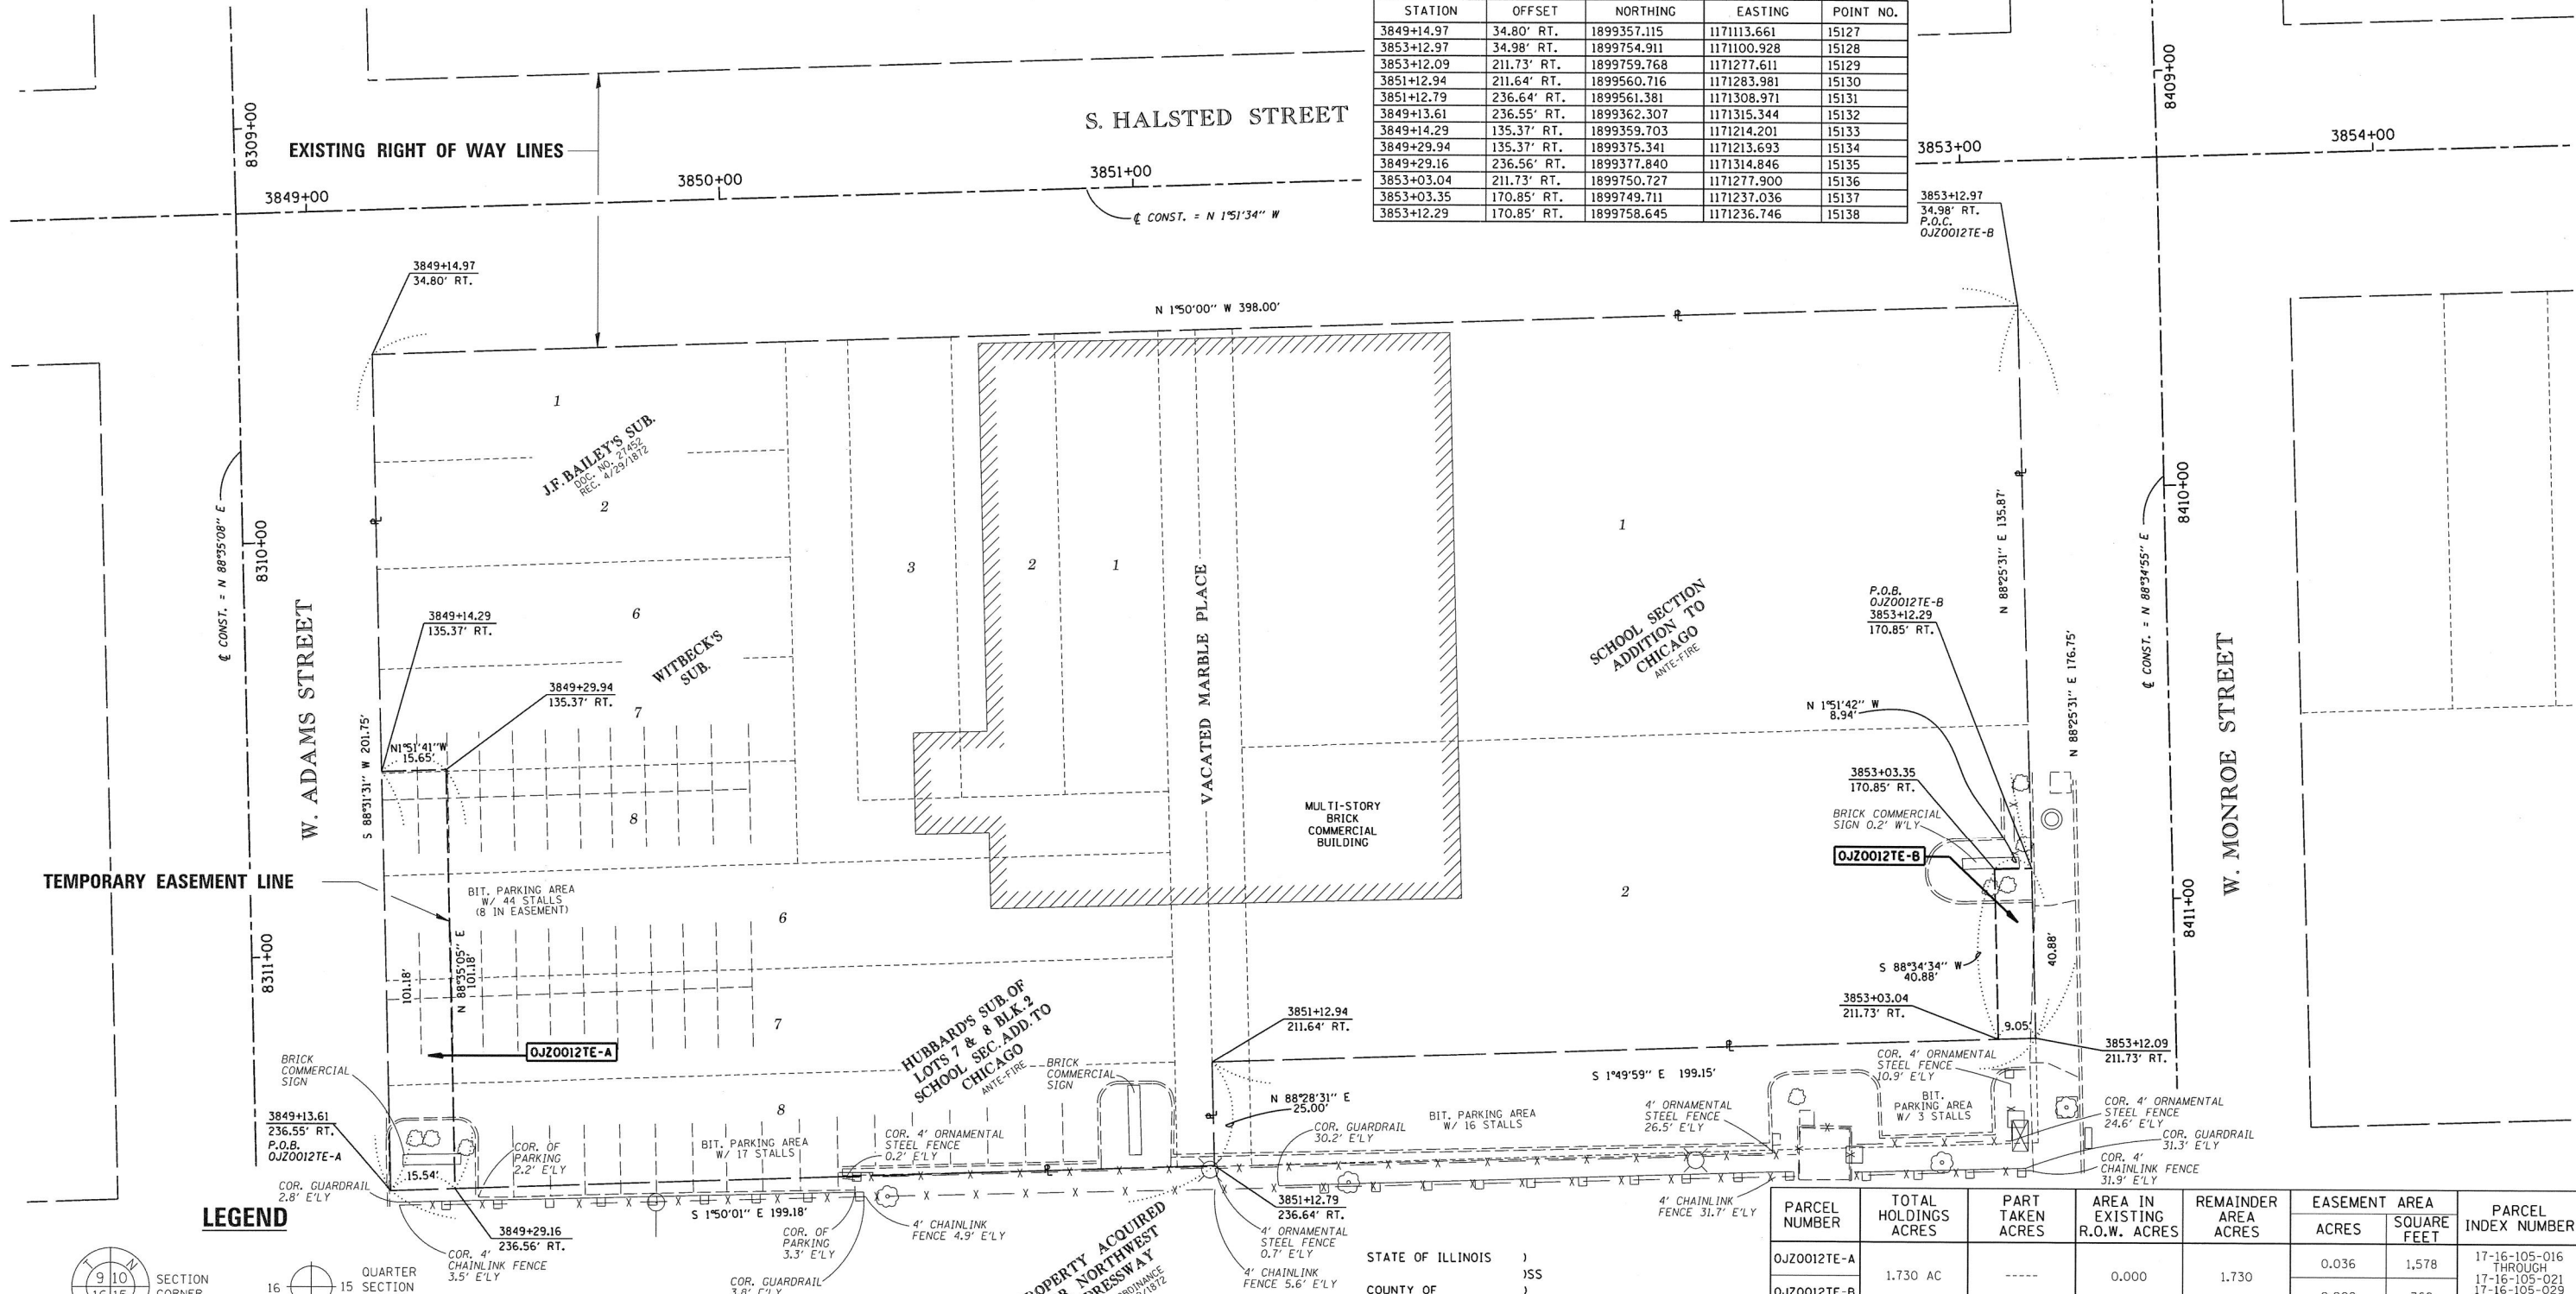 STATION OFFSET NORTHING EASTING POINT NO.
3849+14.97 34.80' RT. 1899357.115 1171113.661 15127
3853+12.97 34.98' RT. 1899754.911 1171100.928 15128
3853+12.09 211.73' RT. 1899759.768 1171277.611 15129
3851+12.94 211.64' RT. 1899560.716 1171283.981 15130
3851+12.79 236.64' RT. 1899561.381 1171308.971 15131
3849+13.61 236.55' RT. 1899362.307 1171315.344 15132
3849+14.29 135.37' RT. 1899359.703 1171214.201 15133
3849+29.94 135.37' RT. 1899375.341 1171213.693 15134
3849+29.16 236.56' RT. 1899377.840 1171314.846 15135
3853+03.04 211.73' RT. 1899750.727 1171277.900 15136
3853+03.35 170.85' RT. 1899749.711 1171237.036 15137
3853+12.29 170.85' RT. 1899758.645 1171236.746 15138
8309+00
8409+00
S. HALSTED STREET
EXISTING RIGHT OF WAY LINES
3849+00
3850+00
3851+00
3853+00
3854+00
℄ CONST. = N 1°51'34" W
3853+12.97
34.98' RT.
P.O.C.
0JZ0012TE-B
3849+14.97
34.80' RT.
N 1°50'00" W 398.00'
℄ CONST. = N 88°35'08" E
8310+00
W. ADAMS STREET
1
J.F. BAILEY'S SUB.
DOC. NO. 27452
REC. 4/29/1872
2
6
WITBECK'S
SUB.
7
8
3
2
1
VACATED MARBLE PLACE
MULTI-STORY
BRICK
COMMERCIAL
BUILDING
1
SCHOOL SECTION
ADDITION TO
CHICAGO
ANTE-FIRE
2
N 88°25'31" E 135.87'
N 88°25'31" E 176.75'
℄ CONST. = N 88°34'55" E
8410+00
W. MONROE STREET
8411+00
P.O.B.
0JZ0012TE-B
3853+12.29
170.85' RT.
N 1°51'42" W
8.94'
3853+03.35
170.85' RT.
BRICK COMMERCIAL
SIGN 0.2' W'LY
0JZ0012TE-B
S 88°34'34" W
40.88'
40.88'
3853+03.04
211.73' RT.
9.05'
3853+12.09
211.73' RT.
3849+14.29
135.37' RT.
3849+29.94
135.37' RT.
S 88°31'31" W 201.75'
N1°51'41"W
15.65'
TEMPORARY EASEMENT LINE
8311+00
BIT. PARKING AREA
W/ 44 STALLS
(8 IN EASEMENT)
101.18'
N 88°35'05" E
101.18'
6
7
8
0JZ0012TE-A
HUBBARD'S SUB. OF
LOTS 7 & 8 BLK. 2
SCHOOL SEC. ADD. TO
CHICAGO
ANTE-FIRE
BRICK
COMMERCIAL
SIGN
BRICK
COMMERCIAL
SIGN
3849+13.61
236.55' RT.
P.O.B.
0JZ0012TE-A
15.54'
COR. OF
PARKING
2.2' E'LY
BIT. PARKING AREA
W/ 17 STALLS
COR. 4' ORNAMENTAL
STEEL FENCE
0.2' E'LY
3851+12.94
211.64' RT.
N 88°28'31" E
25.00'
S 1°49'59" E 199.15'
COR. GUARDRAIL
30.2' E'LY
BIT. PARKING AREA
W/ 16 STALLS
4' ORNAMENTAL
STEEL FENCE
26.5' E'LY
BIT.
PARKING AREA
W/ 3 STALLS
COR. 4' ORNAMENTAL
STEEL FENCE
10.9' E'LY
COR. 4' ORNAMENTAL
STEEL FENCE
24.6' E'LY
COR. GUARDRAIL
31.3' E'LY
COR. 4'
CHAINLINK FENCE
31.9' E'LY
4' CHAINLINK
FENCE 31.7' E'LY
COR. GUARDRAIL
2.8' E'LY
LEGEND
3849+29.16
236.56' RT.
COR. 4'
CHAINLINK FENCE
3.5' E'LY
S 1°50'01" E 199.18'
COR. OF
PARKING
3.3' E'LY
4' CHAINLINK
FENCE 4.9' E'LY
COR. GUARDRAIL
3.8' E'LY
3851+12.79
236.64' RT.
4' ORNAMENTAL
STEEL FENCE
0.7' E'LY
4' CHAINLINK
FENCE 5.6' E'LY
ACQUIRED
NORTHWEST
9 10
SECTION
CORNER
16 15
QUARTER
SECTION
STATE OF ILLINOIS )
)SS
COUNTY OF )
PARCEL NUMBER TOTAL HOLDINGS ACRES PART TAKEN ACRES AREA IN EXISTING R.O.W. ACRES REMAINDER AREA ACRES EASEMENT AREA ACRES SQUARE FEET PARCEL INDEX NUMBER
0JZ0012TE-A 1.730 AC ----- 0.000 1.730 0.036 1,578 17-16-105-016
THROUGH
17-16-105-021
17-16-105-029
0JZ0012TE-B